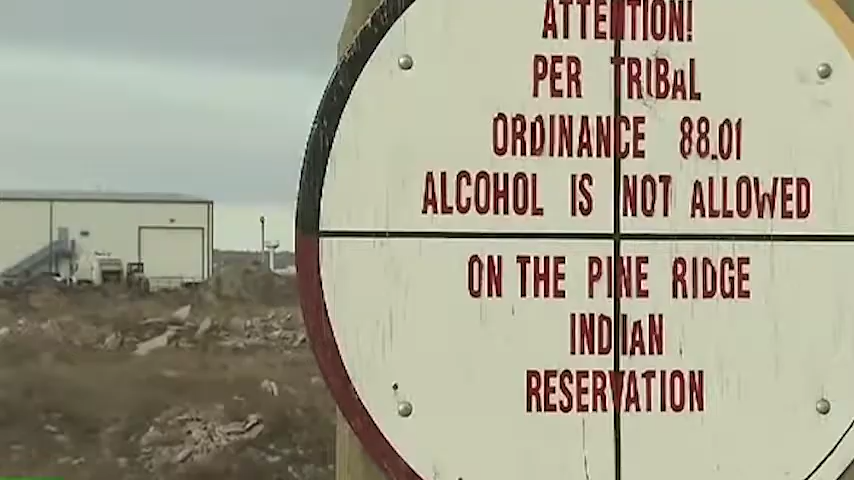 ATTENTION!
PER TRIBAL
ORDINANCE 88.01
ALCOHOL IS NOT ALLOWED
ON THE PINE RIDGE
INDIAN
RESERVATION